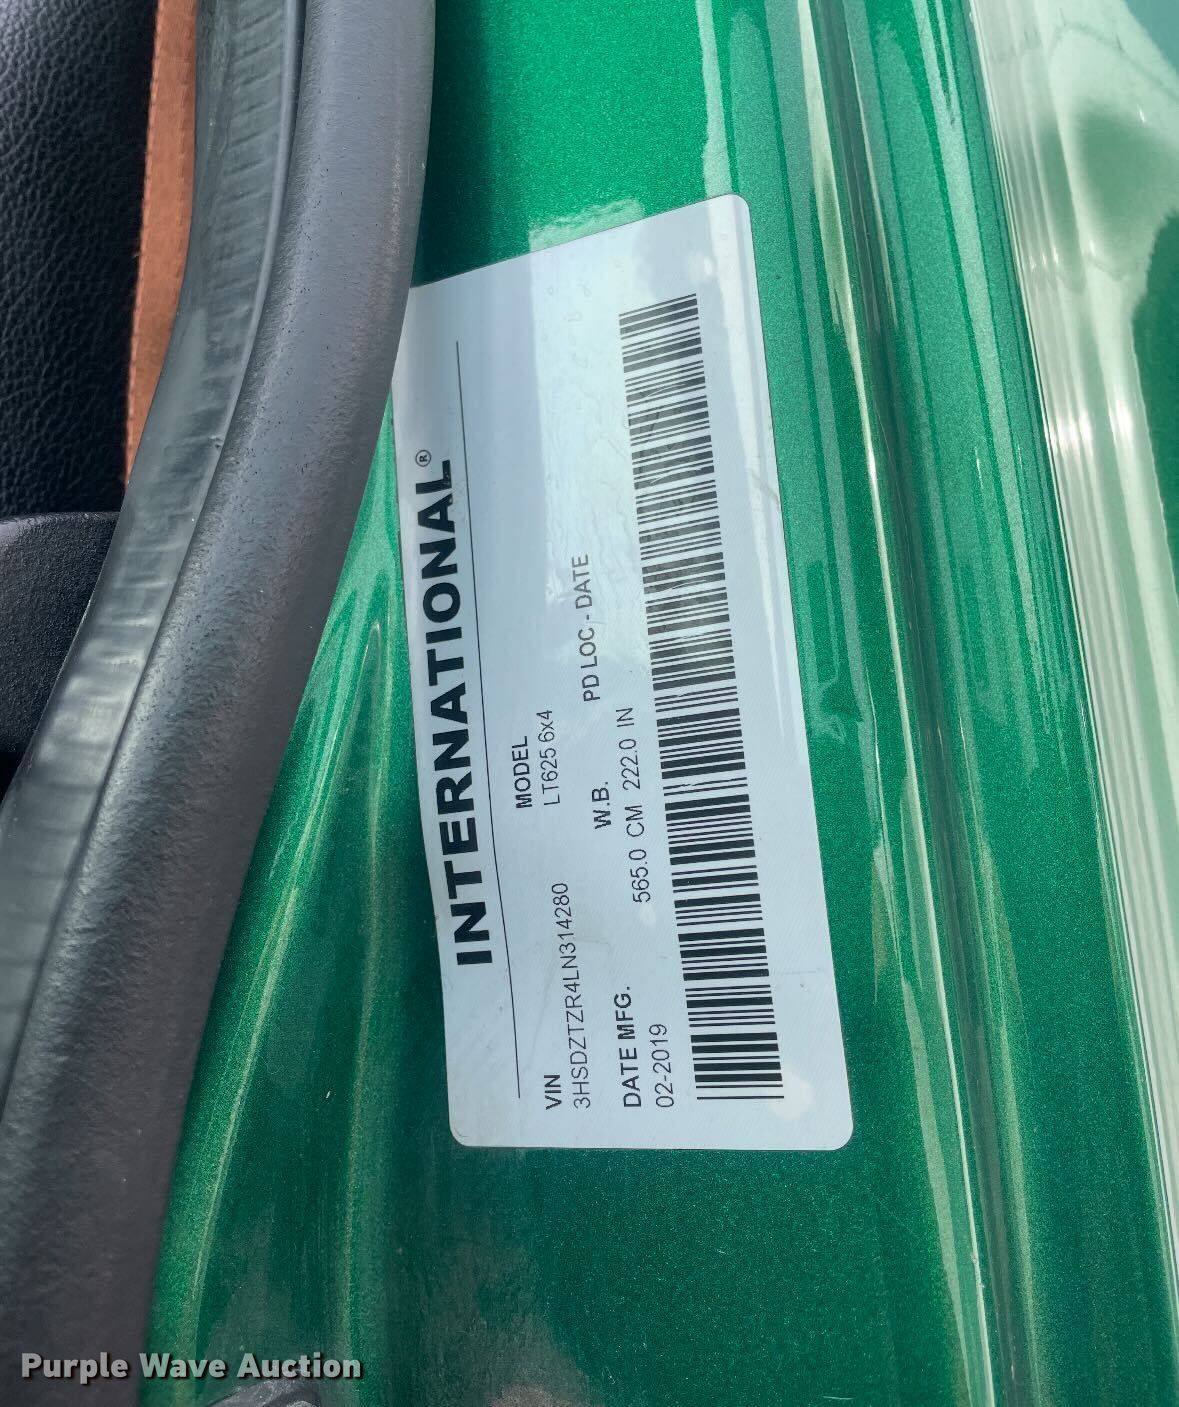 INTERNATIONAL®
VIN
3HSDZTZR4LN314280
MODEL
LT625 6x4
DATE MFG.
02-2019
W.B.
565.0 CM 222.0 IN
PD LOC - DATE
Purple Wave Auction